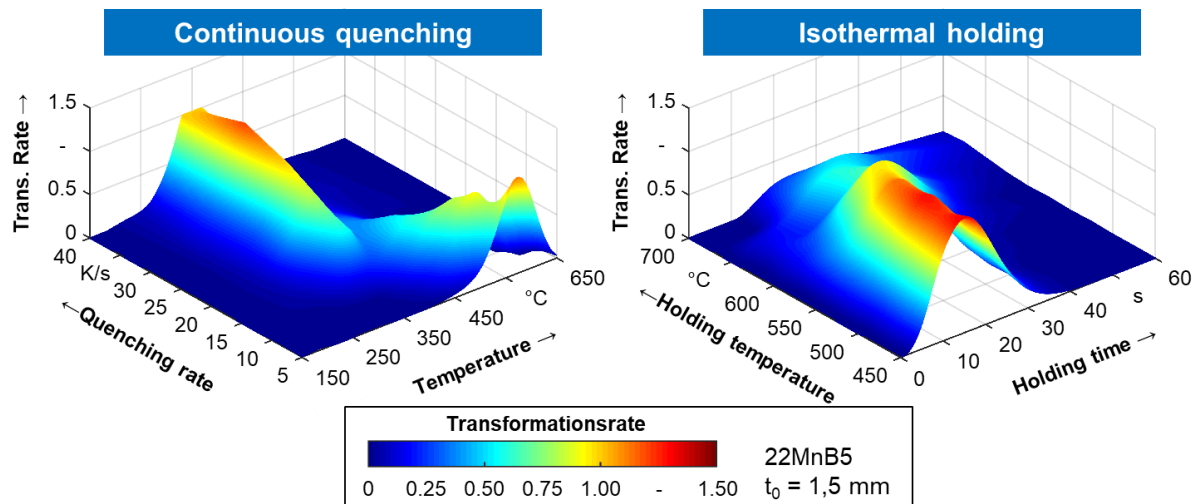 Continuous quenching
Isothermal holding
Trans. Rate →
1.5
-
0.5
0
40
K/s
30
25
20
15
10
5
←Quenching rate
150
250
350
450
°C
650
Temperature →
Trans. Rate →
1.5
-
0.5
0
700
°C
600
550
500
450
←Holding temperature
0
10
20
30
40
s
60
Holding time →
Transformationsrate
0 0.25 0.50 0.75 1.00 - 1.50
22MnB5
t₀ = 1,5 mm